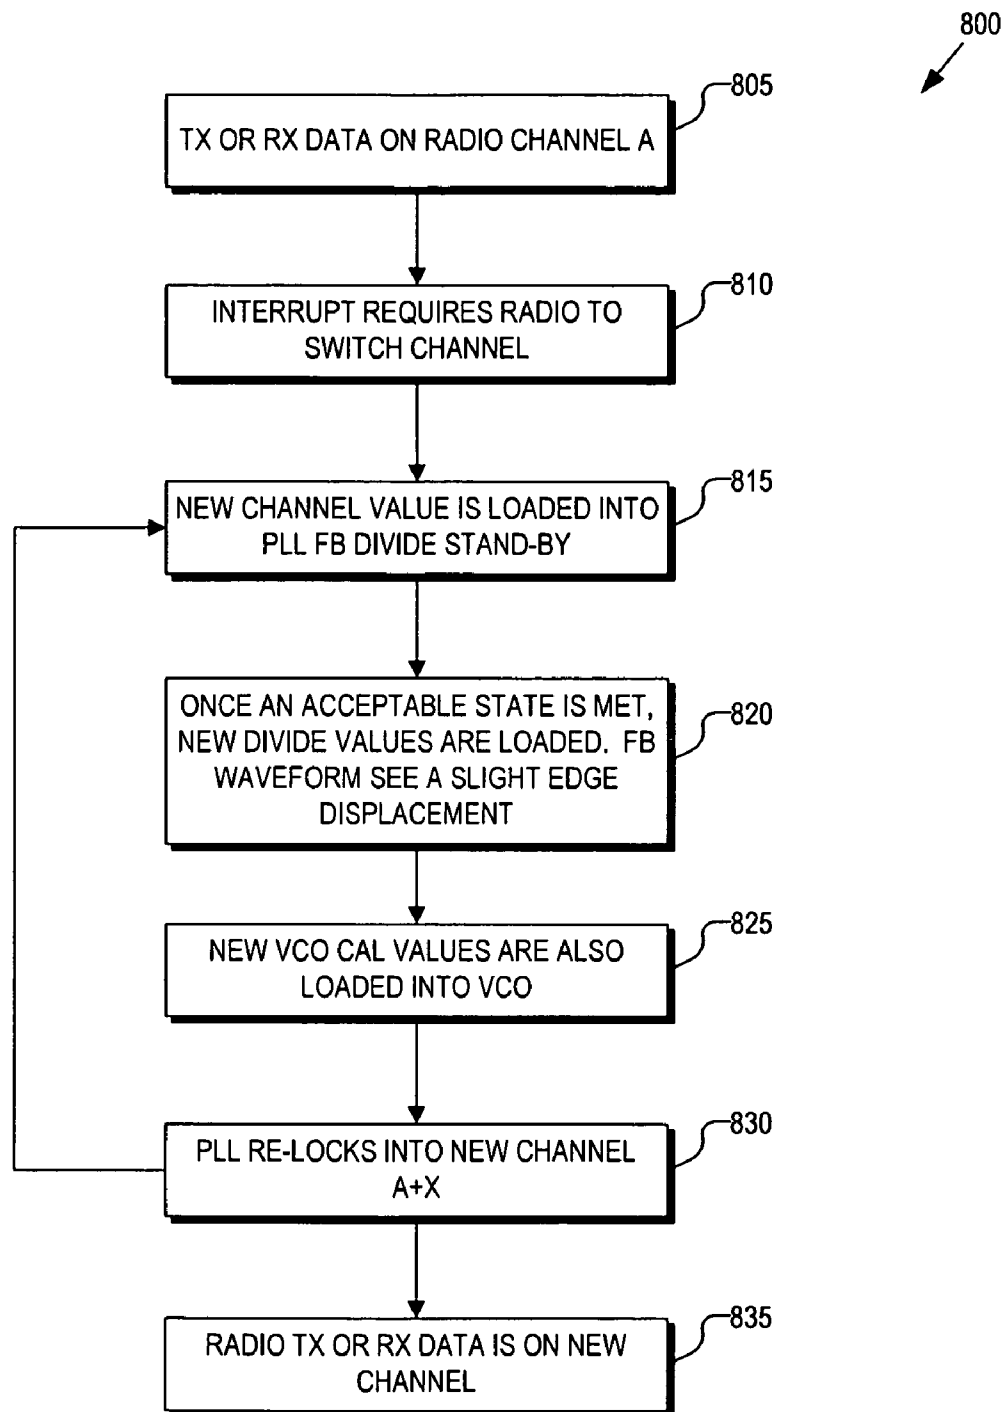 800
805
TX OR RX DATA ON RADIO CHANNEL A
810
INTERRUPT REQUIRES RADIO TO
SWITCH CHANNEL
815
NEW CHANNEL VALUE IS LOADED INTO
PLL FB DIVIDE STAND-BY
820
ONCE AN ACCEPTABLE STATE IS MET,
NEW DIVIDE VALUES ARE LOADED. FB
WAVEFORM SEE A SLIGHT EDGE
DISPLACEMENT
825
NEW VCO CAL VALUES ARE ALSO
LOADED INTO VCO
830
PLL RE-LOCKS INTO NEW CHANNEL
A+X
835
RADIO TX OR RX DATA IS ON NEW
CHANNEL